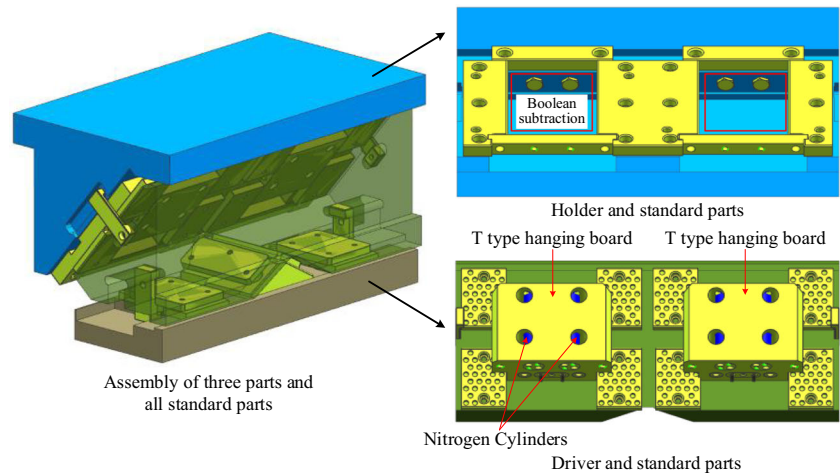 Boolean
subtraction
Holder and standard parts
T type hanging board
T type hanging board
Assembly of three parts and
all standard parts
Nitrogen Cylinders
Driver and standard parts